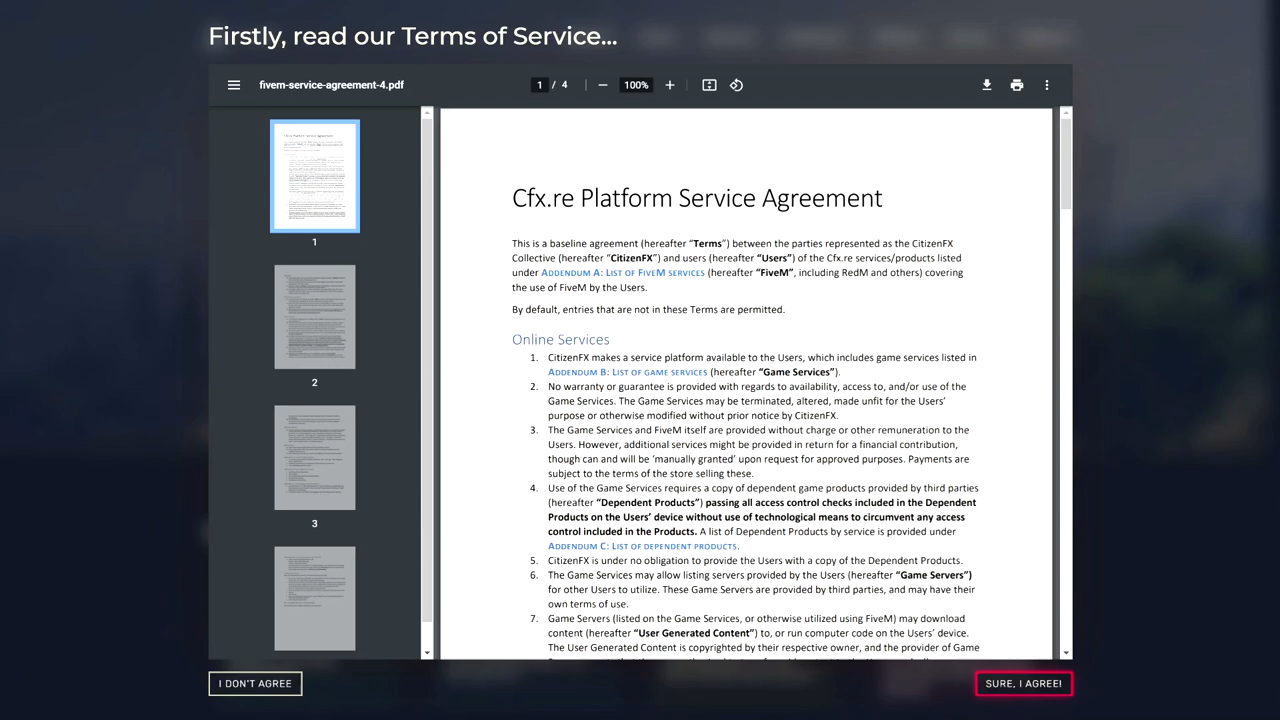 Firstly, read our Terms of Service...
fivem-service-agreement-4.pdf
1 / 4
100%
1
2
3
Cfx.re Platform Service Agreement
This is a baseline agreement (hereafter “Terms”) between the parties represented as the CitizenFX
Collective (hereafter “CitizenFX”) and users (hereafter “Users”) of the Cfx.re services/products listed
under Addendum A: List of FiveM services (hereafter “FiveM”, including RedM and others) covering
the use of FiveM by the Users.
By default, entries that are not in these Terms are permitted.
Online Services
1. CitizenFX makes a service platform available to the Users, which includes game services listed in
Addendum B: List of game services (hereafter “Game Services”).
2. No warranty or guarantee is provided with regards to availability, access to, and/or use of the
Game Services. The Game Services may be terminated, altered, made unfit for the Users’
purpose or otherwise modified without prior notice by CitizenFX.
3. The Game Services and FiveM itself are provided without charge or other remuneration to the
Users. However, additional services might be provided in return for a financial contribution,
though can and will be manually granted upon request for approved purposes. Payments are
subject to the terms of the store selling these.
4. Use of the Game Services requires a copy of dependent game products provided by third parties
(hereafter “Dependent Products”) passing all access control checks included in the Dependent
Products on the Users’ device without use of technological means to circumvent any access
control included in the Products. A list of Dependent Products by service is provided under
Addendum C: List of dependent products.
5. CitizenFX is under no obligation to provide the Users with a copy of the Dependent Products.
6. The Game Services may allow listing servers provided by the Users (hereafter “Game Servers”)
for other Users to utilize. These Game Servers are provided by third parties, and may have their
own terms of use.
7. Game Servers (listed on the Game Services, or otherwise utilized using FiveM) may download
content (hereafter “User Generated Content”) to, or run computer code on the Users’ device.
The User Generated Content is copyrighted by their respective owner, and the provider of Game
I DON'T AGREE
SURE, I AGREE!